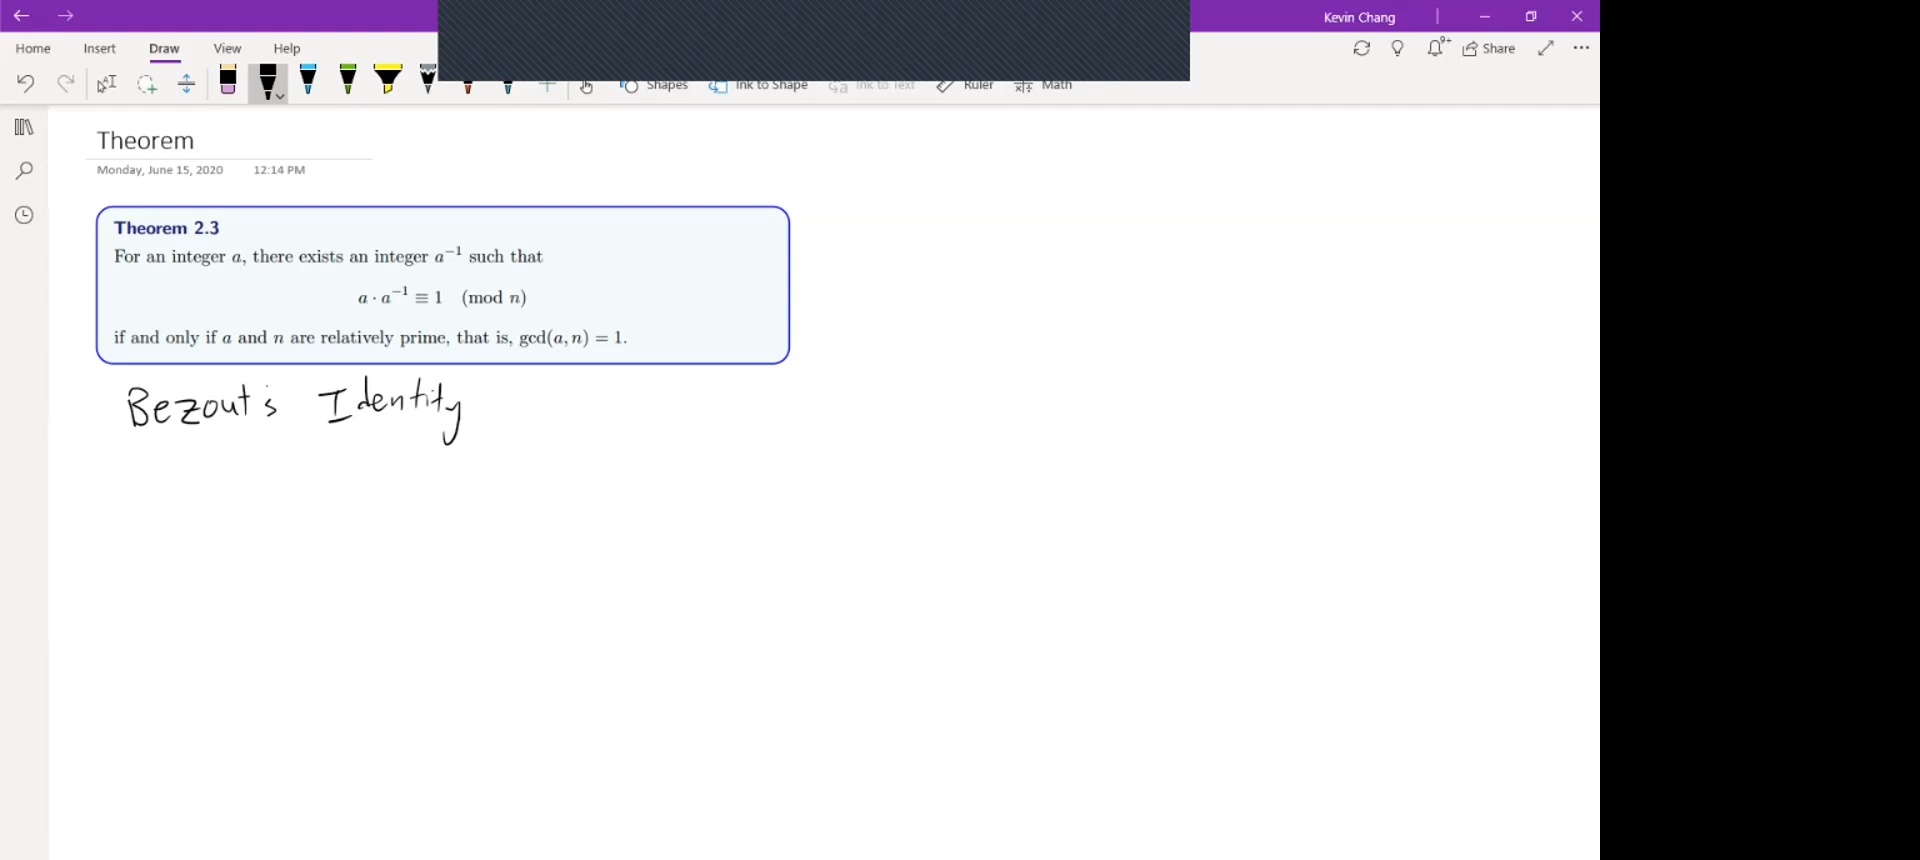 Kevin Chang
Home Insert Draw View Help
9+ Share
Shapes Ink to Shape Ink to Text Ruler Math
Theorem
Monday, June 15, 2020 12:14 PM
Theorem 2.3
For an integer a, there exists an integer a⁻¹ such that
a · a⁻¹ ≡ 1 (mod n)
if and only if a and n are relatively prime, that is, gcd(a, n) = 1.
Bezout's Identity